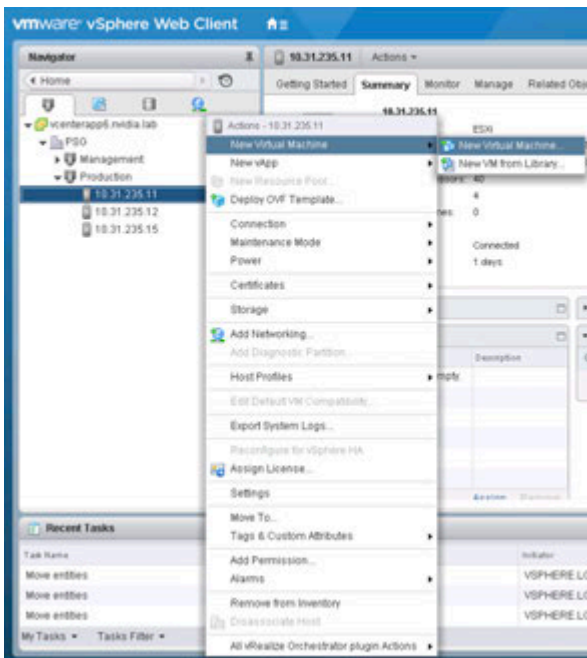 vmware® vSphere Web Client
Navigator
Home
vcenterapp6.nvidia.lab
PSO
Management
Production
10.31.235.11
10.31.235.12
10.31.235.15
10.31.235.11 Actions
Getting Started Summary Monitor Manage Related Obj
10.31.235.11
ESXi
40
4
0
Connected
1 days
Description
Actions - 10.31.235.11
New Virtual Machine
New vApp
New Resource Pool...
Deploy OVF Template...
Connection
Maintenance Mode
Power
Certificates
Storage
Add Networking...
Add Diagnostic Partition...
Host Profiles
Edit Default VM Compatibility...
Export System Logs...
Reconfigure for vSphere HA
Assign License...
Settings
Move To...
Tags & Custom Attributes
Add Permission...
Alarms
Remove from Inventory
Disassociate Host
All vRealize Orchestrator plugin Actions
New Virtual Machine...
New VM from Library...
Assign
Recent Tasks
Task Name
Initiator
Move entities
VSPHERE.LO
Move entities
VSPHERE.LO
Move entities
VSPHERE.LO
My Tasks Tasks Filter